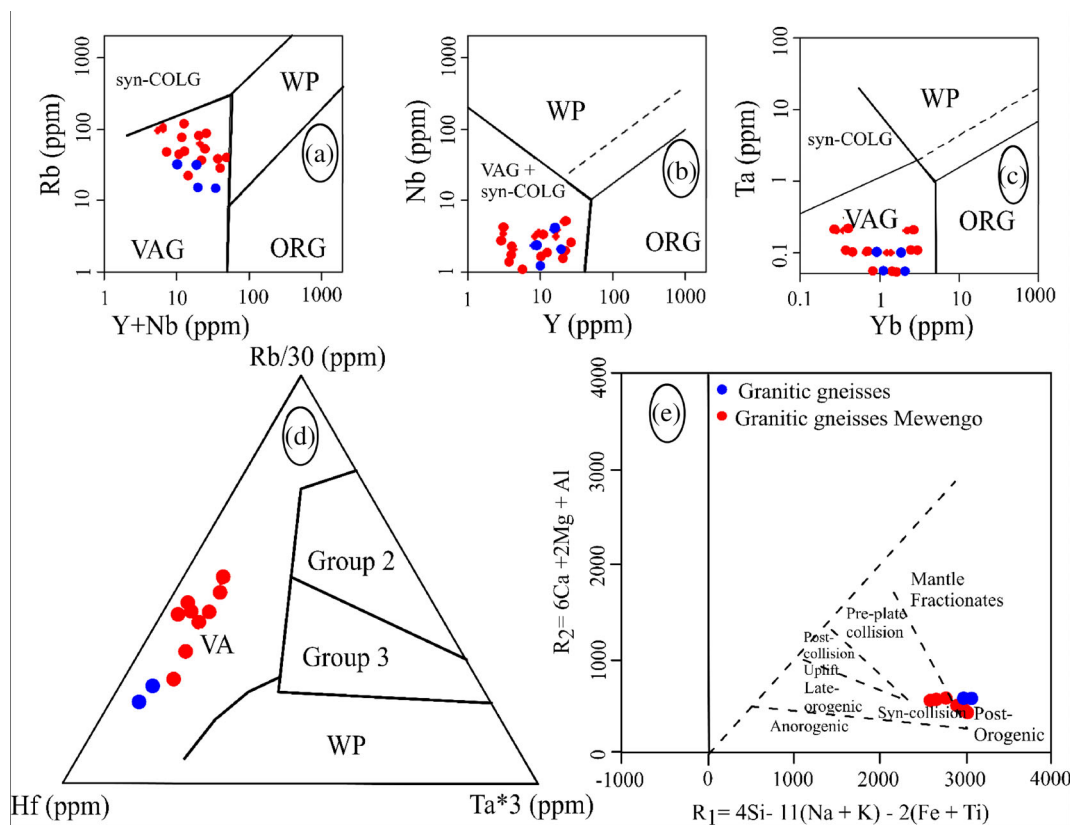 1000
100
10
1
Rb (ppm)
syn-COLG
WP
(a)
VAG
ORG
1
10
100
1000
Y+Nb (ppm)
1000
100
10
1
Nb (ppm)
WP
VAG +
syn-COLG
(b)
ORG
1
10
100
1000
Y (ppm)
100
10
1
0.1
Ta (ppm)
WP
syn-COLG
(c)
VAG
ORG
0.1
1
10
100
Yb (ppm)
Rb/30 (ppm)
(d)
Group 2
VA
Group 3
WP
Hf (ppm)
Ta*3 (ppm)
4000
3000
2000
1000
0
R2= 6Ca +2Mg + Al
(e)
Granitic gneisses
Granitic gneisses Mewengo
Mantle
Fractionates
Pre-plate
collision
Post-
collision
Uplift
Late-
orogenic
Syn-collision
Anorogenic
Post-
Orogenic
-1000
0
1000
2000
3000
4000
R1= 4Si- 11(Na + K) - 2(Fe + Ti)